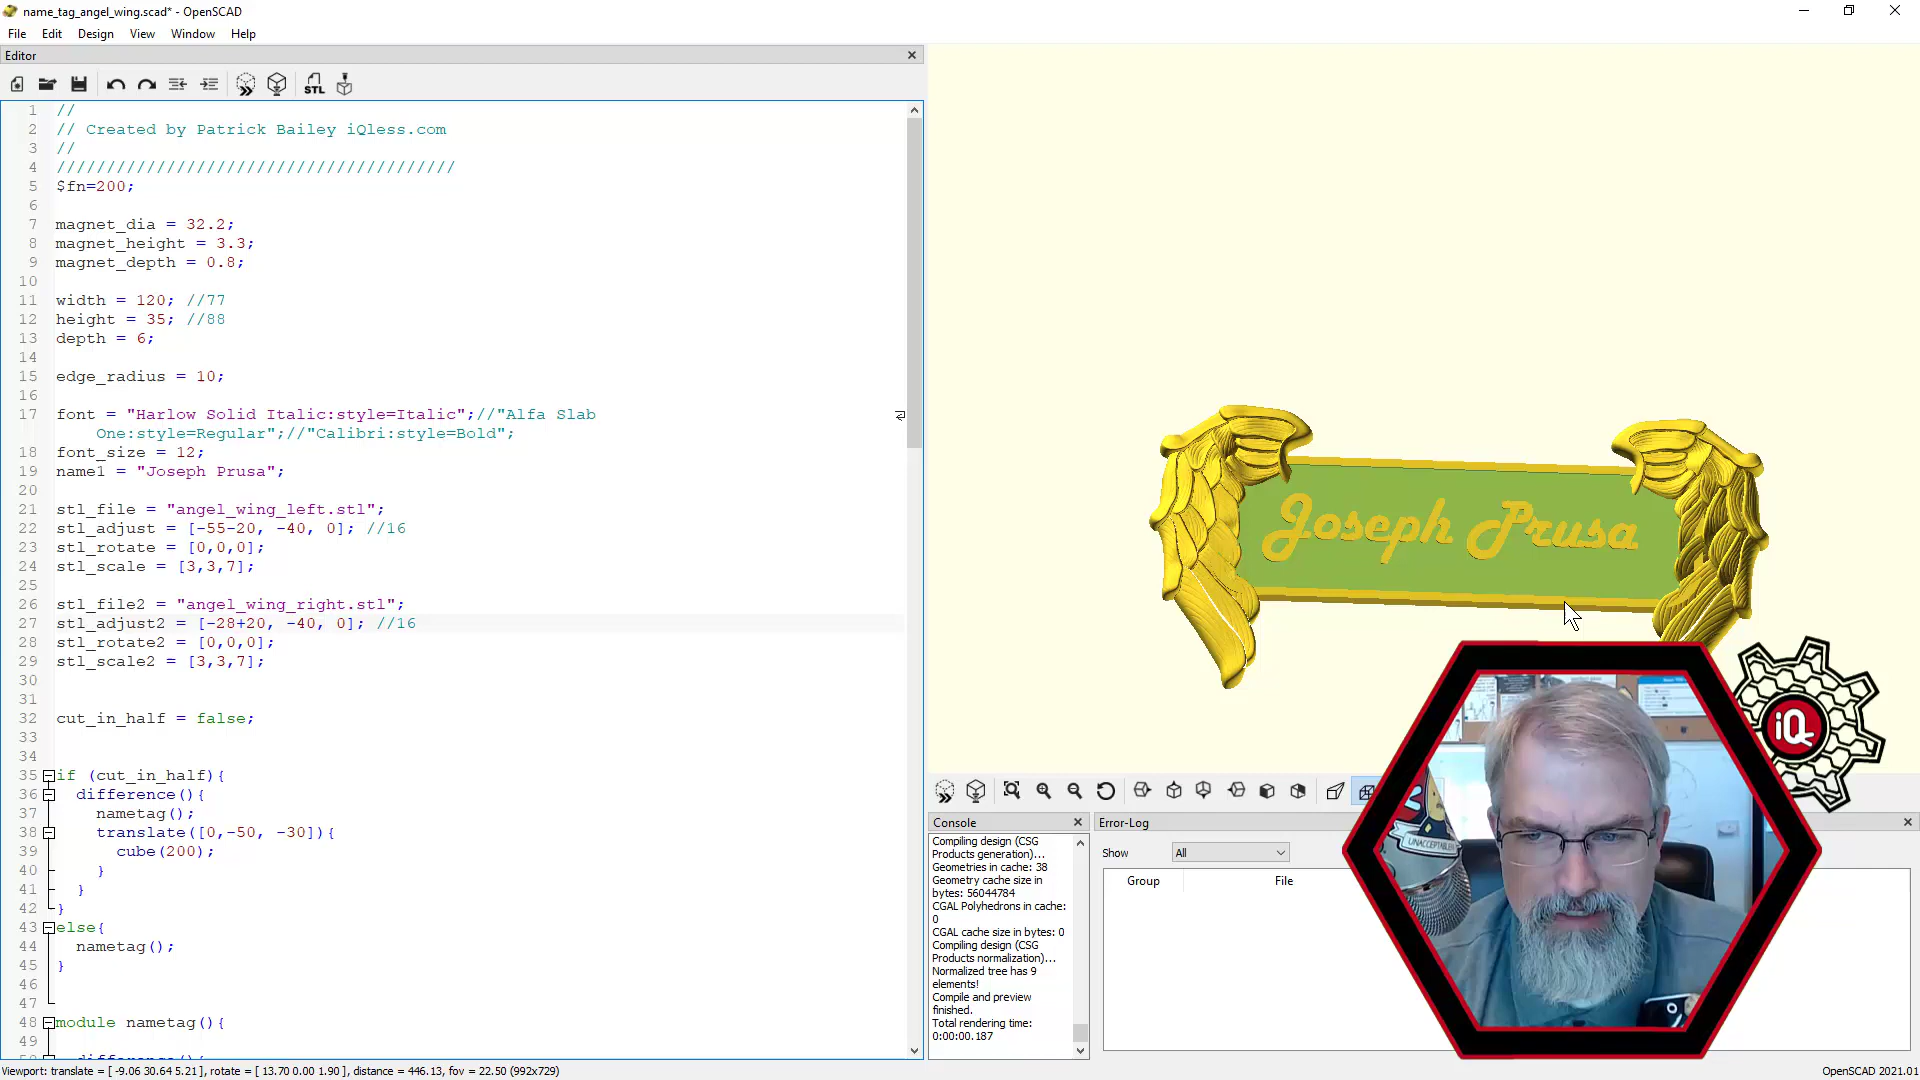 name_tag_angel_wing.scad* - OpenSCAD
File Edit Design View Window Help
Editor
STL
1 //
2 // Created by Patrick Bailey iQless.com
3 //
4 ////////////////////////////////////////
5 $fn=200;
6
7 magnet_dia = 32.2;
8 magnet_height = 3.3;
9 magnet_depth = 0.8;
10
11 width = 120; //77
12 height = 35; //88
13 depth = 6;
14
15 edge_radius = 10;
16
17 font = "Harlow Solid Italic:style=Italic";//"Alfa Slab
One:style=Regular";//"Calibri:style=Bold";
18 font_size = 12;
19 name1 = "Joseph Prusa";
20
21 stl_file = "angel_wing_left.stl";
22 stl_adjust = [-55-20, -40, 0]; //16
23 stl_rotate = [0,0,0];
24 stl_scale = [3,3,7];
25
26 stl_file2 = "angel_wing_right.stl";
27 stl_adjust2 = [-28+20, -40, 0]; //16
28 stl_rotate2 = [0,0,0];
29 stl_scale2 = [3,3,7];
30
31
32 cut_in_half = false;
33
34
35 if (cut_in_half){
36 difference(){
37 nametag();
38 translate([0,-50, -30]){
39 cube(200);
40 }
41 }
42 }
43 else{
44 nametag();
45 }
46
47
48 module nametag(){
49
Joseph Prusa
Console
Compiling design (CSG
Products generation)...
Geometries in cache: 38
Geometry cache size in
bytes: 56044784
CGAL Polyhedrons in cache:
0
CGAL cache size in bytes: 0
Compiling design (CSG
Products normalization)...
Normalized tree has 9
elements!
Compile and preview
finished.
Total rendering time:
0:00:00.187
Error-Log
Show All
Group File
iQ
UNACCEPTABLE
Viewport: translate = [ -9.06 30.64 5.21 ], rotate = [ 13.70 0.00 1.90 ], distance = 446.13, fov = 22.50 (992x729)
OpenSCAD 2021.01